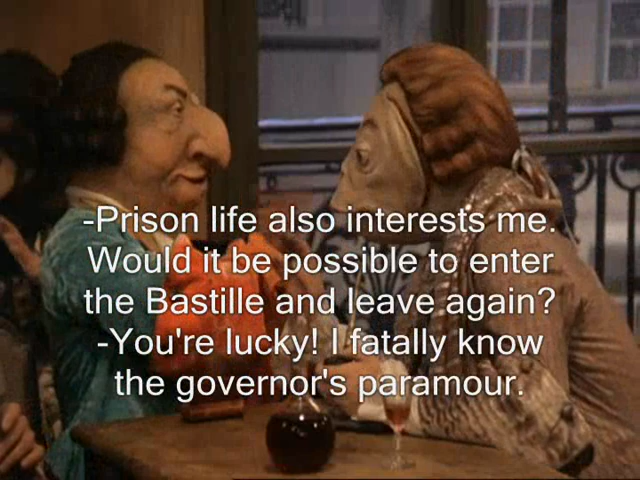 -Prison life also interests me.
Would it be possible to enter
the Bastille and leave again?
-You're lucky! I fatally know
the governor's paramour.